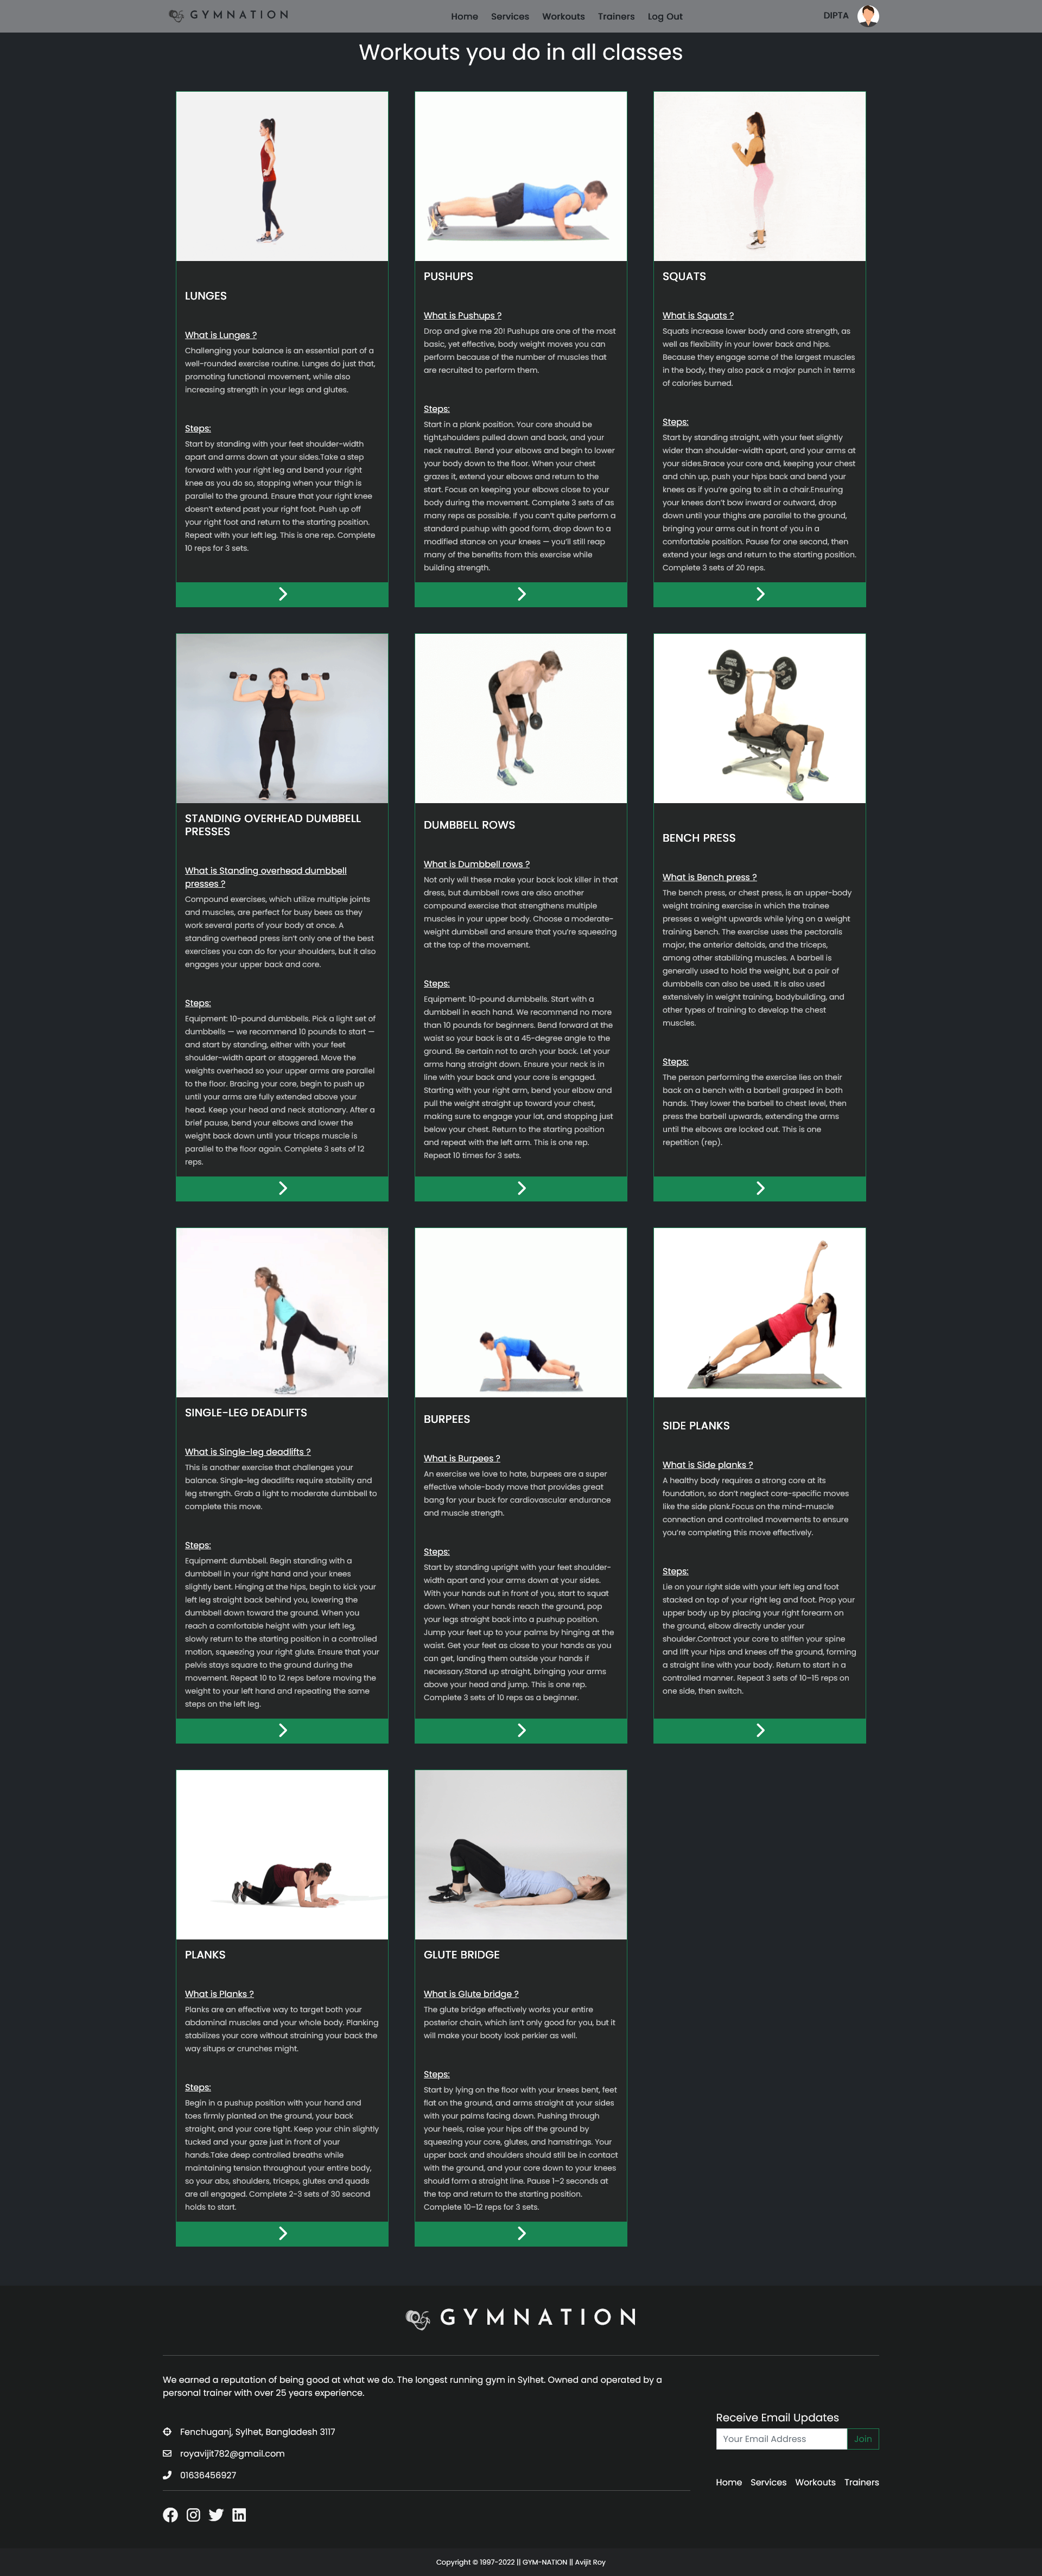 GYMNATION
Home Services Workouts Trainers Log Out
DIPTA
Workouts you do in all classes
LUNGES
What is Lunges ?
Challenging your balance is an essential part of a
well-rounded exercise routine. Lunges do just that,
promoting functional movement, while also
increasing strength in your legs and glutes.
Steps:
Start by standing with your feet shoulder-width
apart and arms down at your sides.Take a step
forward with your right leg and bend your right
knee as you do so, stopping when your thigh is
parallel to the ground. Ensure that your right knee
doesn't extend past your right foot. Push up off
your right foot and return to the starting position.
Repeat with your left leg. This is one rep. Complete
10 reps for 3 sets.
PUSHUPS
What is Pushups ?
Drop and give me 20! Pushups are one of the most
basic, yet effective, body weight moves you can
perform because of the number of muscles that
are recruited to perform them.
Steps:
Start in a plank position. Your core should be
tight,shoulders pulled down and back, and your
neck neutral. Bend your elbows and begin to lower
your body down to the floor. When your chest
grazes it, extend your elbows and return to the
start. Focus on keeping your elbows close to your
body during the movement. Complete 3 sets of as
many reps as possible. If you can't quite perform a
standard pushup with good form, drop down to a
modified stance on your knees — you'll still reap
many of the benefits from this exercise while
building strength.
SQUATS
What is Squats ?
Squats increase lower body and core strength, as
well as flexibility in your lower back and hips.
Because they engage some of the largest muscles
in the body, they also pack a major punch in terms
of calories burned.
Steps:
Start by standing straight, with your feet slightly
wider than shoulder-width apart, and your arms at
your sides.Brace your core and, keeping your chest
and chin up, push your hips back and bend your
knees as if you're going to sit in a chair.Ensuring
your knees don't bow inward or outward, drop
down until your thighs are parallel to the ground,
bringing your arms out in front of you in a
comfortable position. Pause for one second, then
extend your legs and return to the starting position.
Complete 3 sets of 20 reps.
STANDING OVERHEAD DUMBBELL
PRESSES
What is Standing overhead dumbbell
presses ?
Compound exercises, which utilize multiple joints
and muscles, are perfect for busy bees as they
work several parts of your body at once. A
standing overhead press isn't only one of the best
exercises you can do for your shoulders, but it also
engages your upper back and core.
Steps:
Equipment: 10-pound dumbbells. Pick a light set of
dumbbells — we recommend 10 pounds to start —
and start by standing, either with your feet
shoulder-width apart or staggered. Move the
weights overhead so your upper arms are parallel
to the floor. Bracing your core, begin to push up
until your arms are fully extended above your
head. Keep your head and neck stationary. After a
brief pause, bend your elbows and lower the
weight back down until your triceps muscle is
parallel to the floor again. Complete 3 sets of 12
reps.
DUMBBELL ROWS
What is Dumbbell rows ?
Not only will these make your back look killer in that
dress, but dumbbell rows are also another
compound exercise that strengthens multiple
muscles in your upper body. Choose a moderate-
weight dumbbell and ensure that you're squeezing
at the top of the movement.
Steps:
Equipment: 10-pound dumbbells. Start with a
dumbbell in each hand. We recommend no more
than 10 pounds for beginners. Bend forward at the
waist so your back is at a 45-degree angle to the
ground. Be certain not to arch your back. Let your
arms hang straight down. Ensure your neck is in
line with your back and your core is engaged.
Starting with your right arm, bend your elbow and
pull the weight straight up toward your chest,
making sure to engage your lat, and stopping just
below your chest. Return to the starting position
and repeat with the left arm. This is one rep.
Repeat 10 times for 3 sets.
BENCH PRESS
What is Bench press ?
The bench press, or chest press, is an upper-body
weight training exercise in which the trainee
presses a weight upwards while lying on a weight
training bench. The exercise uses the pectoralis
major, the anterior deltoids, and the triceps,
among other stabilizing muscles. A barbell is
generally used to hold the weight, but a pair of
dumbbells can also be used. It is also used
extensively in weight training, bodybuilding, and
other types of training to develop the chest
muscles.
Steps:
The person performing the exercise lies on their
back on a bench with a barbell grasped in both
hands. They lower the barbell to chest level, then
press the barbell upwards, extending the arms
until the elbows are locked out. This is one
repetition (rep).
SINGLE-LEG DEADLIFTS
What is Single-leg deadlifts ?
This is another exercise that challenges your
balance. Single-leg deadlifts require stability and
leg strength. Grab a light to moderate dumbbell to
complete this move.
Steps:
Equipment: dumbbell. Begin standing with a
dumbbell in your right hand and your knees
slightly bent. Hinging at the hips, begin to kick your
left leg straight back behind you, lowering the
dumbbell down toward the ground. When you
reach a comfortable height with your left leg,
slowly return to the starting position in a controlled
motion, squeezing your right glute. Ensure that your
pelvis stays square to the ground during the
movement. Repeat 10 to 12 reps before moving the
weight to your left hand and repeating the same
steps on the left leg.
BURPEES
What is Burpees ?
An exercise we love to hate, burpees are a super
effective whole-body move that provides great
bang for your buck for cardiovascular endurance
and muscle strength.
Steps:
Start by standing upright with your feet shoulder-
width apart and your arms down at your sides.
With your hands out in front of you, start to squat
down. When your hands reach the ground, pop
your legs straight back into a pushup position.
Jump your feet up to your palms by hinging at the
waist. Get your feet as close to your hands as you
can get, landing them outside your hands if
necessary.Stand up straight, bringing your arms
above your head and jump. This is one rep.
Complete 3 sets of 10 reps as a beginner.
SIDE PLANKS
What is Side planks ?
A healthy body requires a strong core at its
foundation, so don't neglect core-specific moves
like the side plank.Focus on the mind-muscle
connection and controlled movements to ensure
you're completing this move effectively.
Steps:
Lie on your right side with your left leg and foot
stacked on top of your right leg and foot. Prop your
upper body up by placing your right forearm on
the ground, elbow directly under your
shoulder.Contract your core to stiffen your spine
and lift your hips and knees off the ground, forming
a straight line with your body. Return to start in a
controlled manner. Repeat 3 sets of 10–15 reps on
one side, then switch.
PLANKS
What is Planks ?
Planks are an effective way to target both your
abdominal muscles and your whole body. Planking
stabilizes your core without straining your back the
way situps or crunches might.
Steps:
Begin in a pushup position with your hand and
toes firmly planted on the ground, your back
straight, and your core tight. Keep your chin slightly
tucked and your gaze just in front of your
hands.Take deep controlled breaths while
maintaining tension throughout your entire body,
so your abs, shoulders, triceps, glutes and quads
are all engaged. Complete 2-3 sets of 30 second
holds to start.
GLUTE BRIDGE
What is Glute bridge ?
The glute bridge effectively works your entire
posterior chain, which isn't only good for you, but it
will make your booty look perkier as well.
Steps:
Start by lying on the floor with your knees bent, feet
flat on the ground, and arms straight at your sides
with your palms facing down. Pushing through
your heels, raise your hips off the ground by
squeezing your core, glutes, and hamstrings. Your
upper back and shoulders should still be in contact
with the ground, and your core down to your knees
should form a straight line. Pause 1–2 seconds at
the top and return to the starting position.
Complete 10–12 reps for 3 sets.
GYMNATION
We earned a reputation of being good at what we do. The longest running gym in Sylhet. Owned and operated by a
personal trainer with over 25 years experience.
Fenchuganj, Sylhet, Bangladesh 3117
royavijit782@gmail.com
01636456927
Receive Email Updates
Your Email Address Join
Home Services Workouts Trainers
Copyright © 1997-2022 || GYM-NATION || Avijit Roy